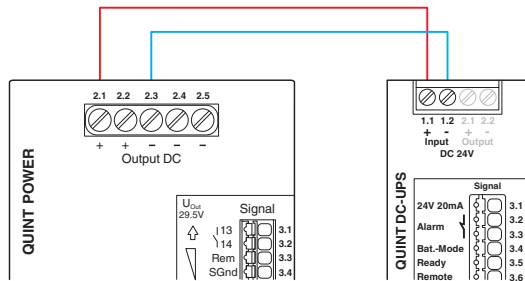 2.1 2.2 2.3 2.4 2.5
+ + − − −
Output DC
QUINT POWER
UOut
29.5V
Signal
13
14
Rem
SGnd
3.1
3.2
3.3
3.4
1.1 1.2 2.1 2.2
+ - + -
Input Output
DC 24V
QUINT DC-UPS
Signal
24V 20mA
Alarm
Bat.-Mode
Ready
Remote
3.1
3.2
3.3
3.4
3.5
3.6